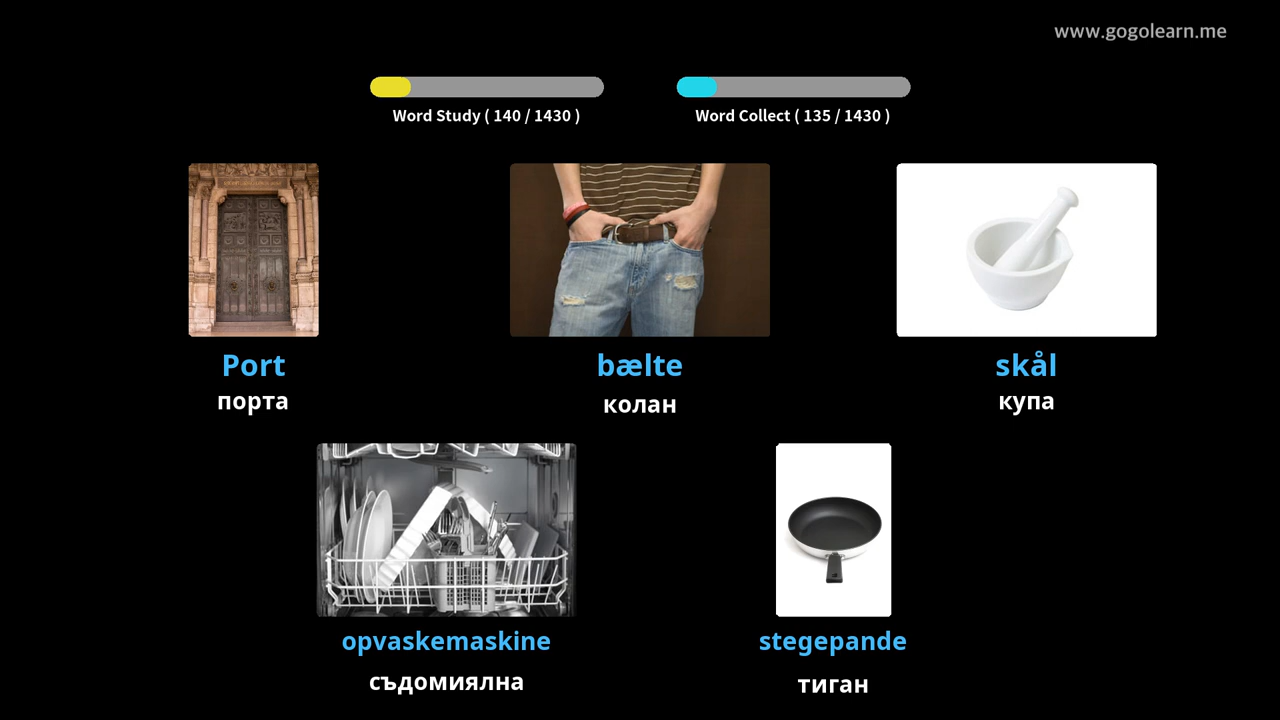 www.gogolearn.me
Word Study ( 140 / 1430 )
Word Collect ( 135 / 1430 )
Port
порта
bælte
колан
skål
купа
opvaskemaskine
съдомиялна
stegepande
тиган